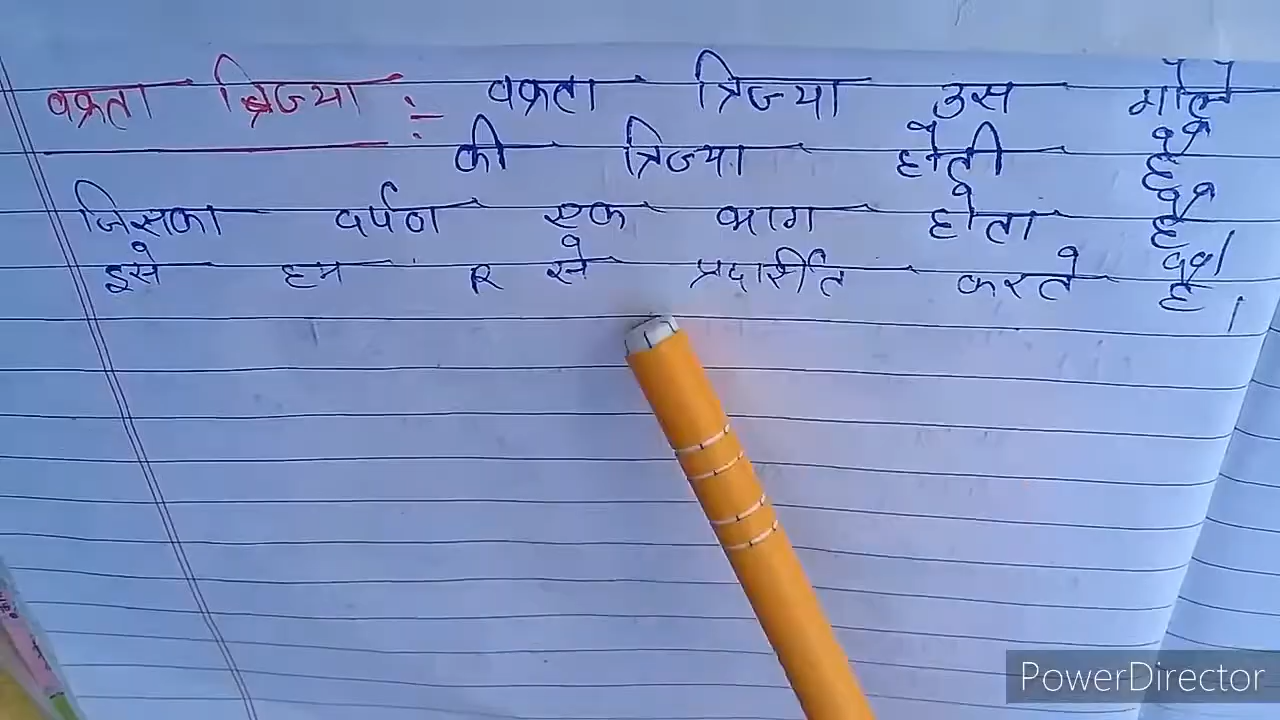 वक्रता त्रिज्या :- वक्रता त्रिज्या उस गोले
की त्रिज्या होती है
जिसका दर्पण एक भाग होता है।
इसे हम R से प्रदर्शित करते है।
PowerDirector